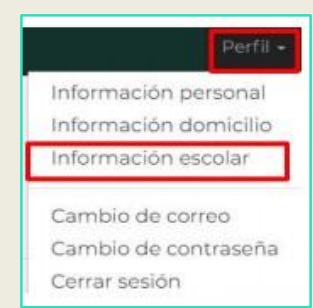 Perfil
Información personal
Información domicilio
Información escolar
Cambio de correo
Cambio de contraseña
Cerrar sesión